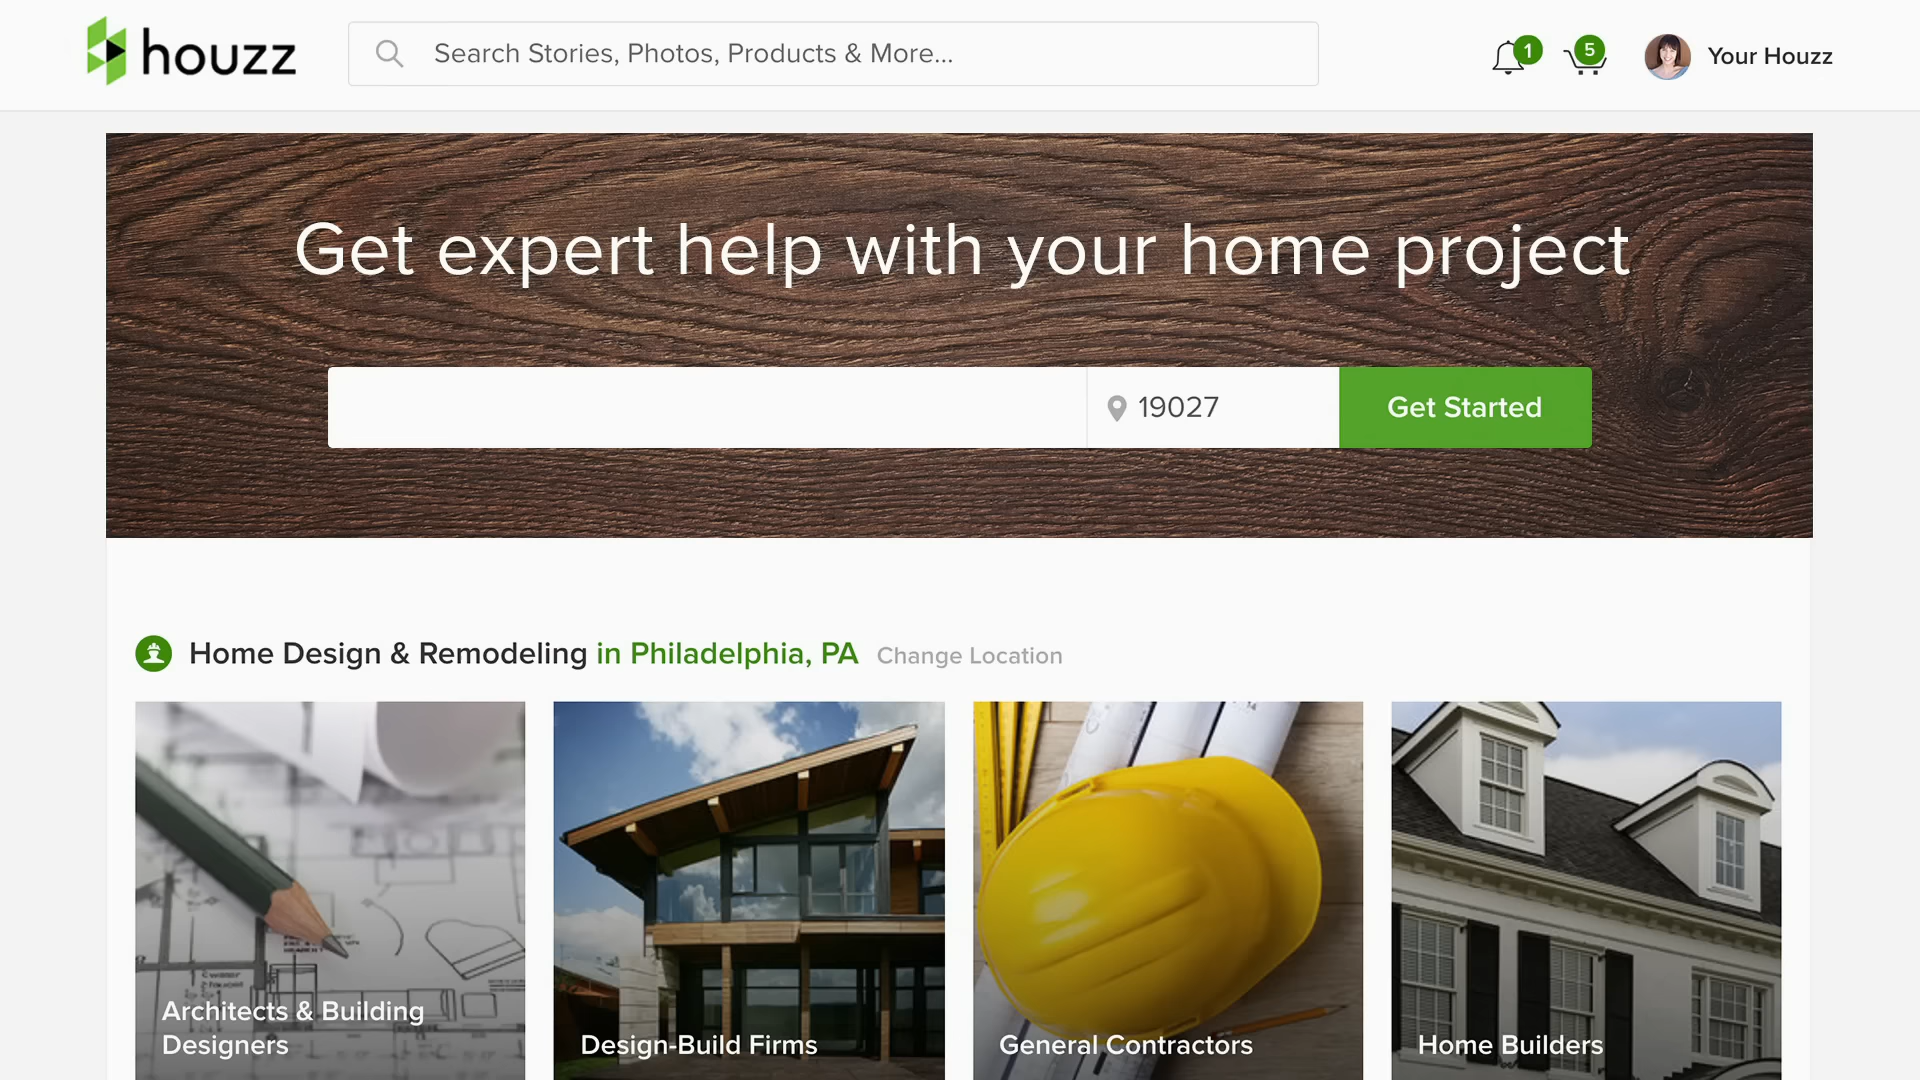 houzz
Search Stories, Photos, Products & More...
1
5
Your Houzz
Get expert help with your home project
19027
Get Started
Home Design & Remodeling in Philadelphia, PA
Change Location
Architects & Building
Designers
Design-Build Firms
General Contractors
Home Builders